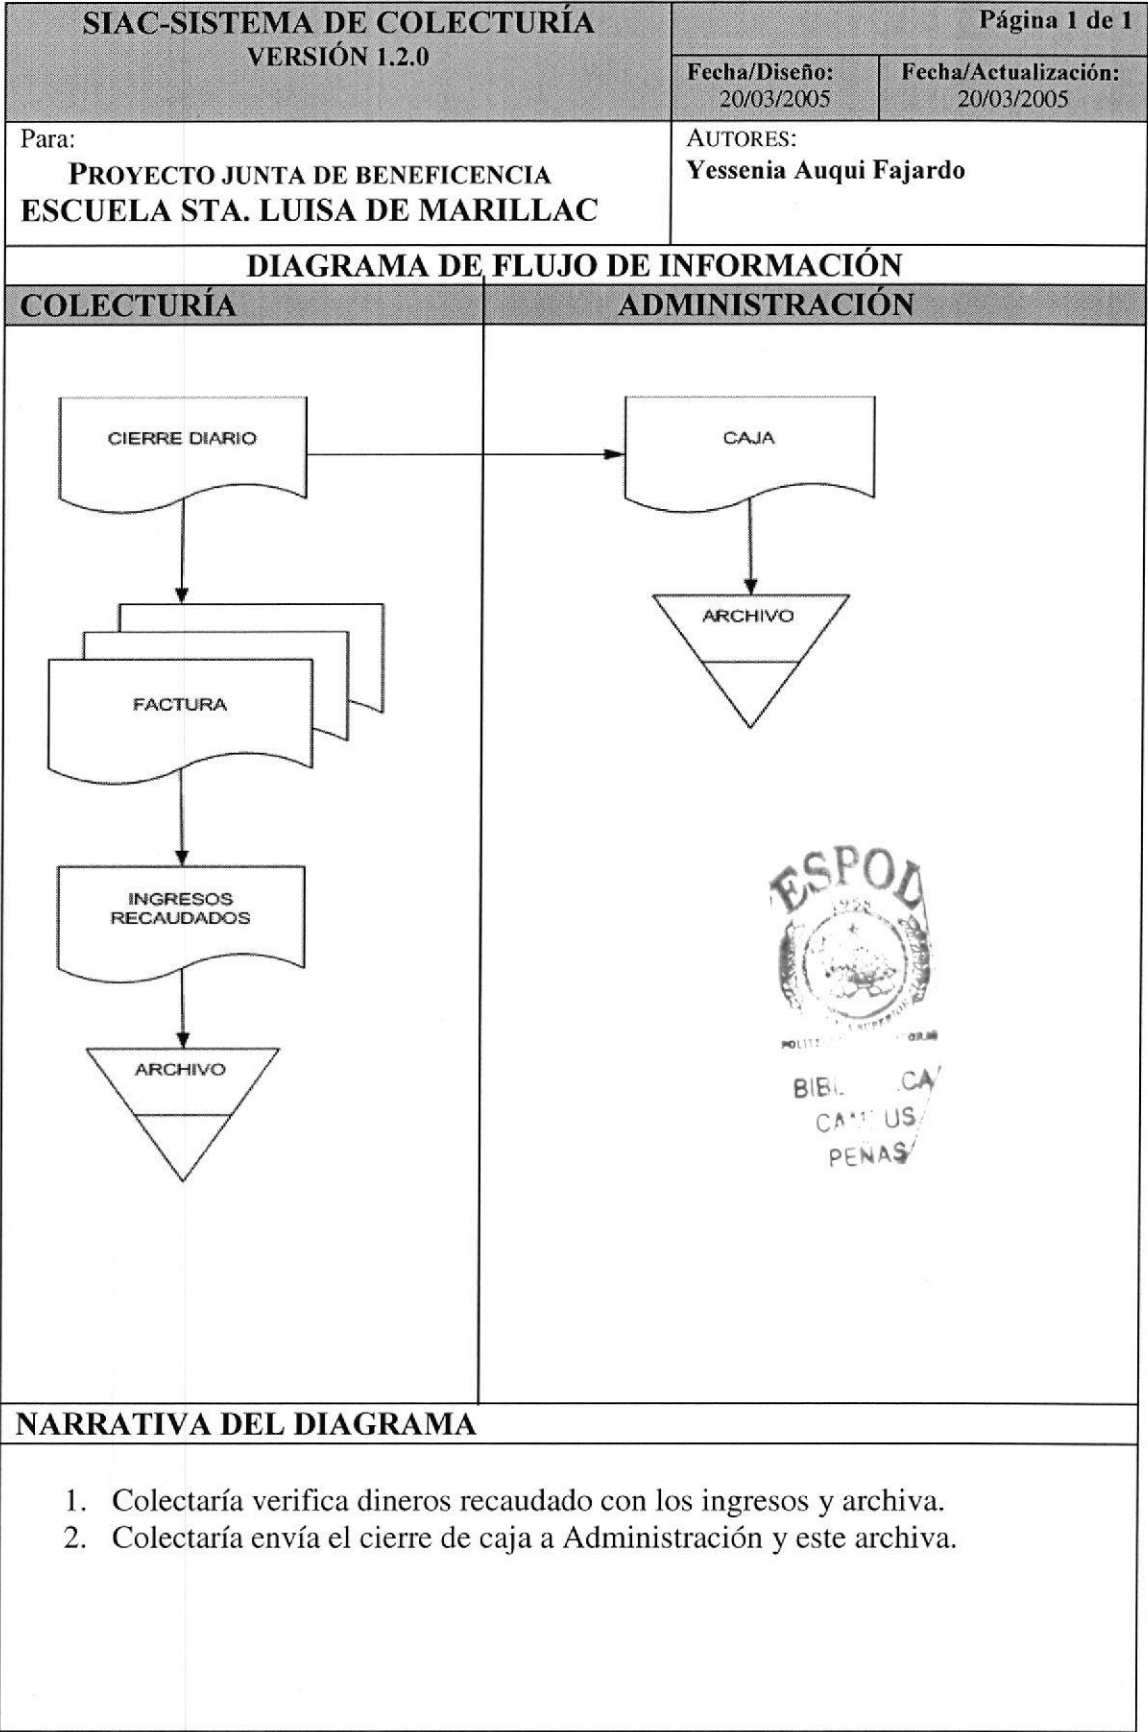 SIAC-SISTEMA DE COLECTURÍA
VERSIÓN 1.2.0
Página 1 de 1
Fecha/Diseño:
20/03/2005
Fecha/Actualización:
20/03/2005
Para:
PROYECTO JUNTA DE BENEFICENCIA
ESCUELA STA. LUISA DE MARILLAC
AUTORES:
Yessenia Auqui Fajardo
DIAGRAMA DE FLUJO DE INFORMACIÓN
COLECTURÍA
ADMINISTRACIÓN
CIERRE DIARIO
CAJA
ARCHIVO
FACTURA
INGRESOS
RECAUDADOS
ARCHIVO
ESPOL
1958
PEÑAS
NARRATIVA DEL DIAGRAMA
1. Colectaría verifica dineros recaudado con los ingresos y archiva.
2. Colectaría envía el cierre de caja a Administración y este archiva.